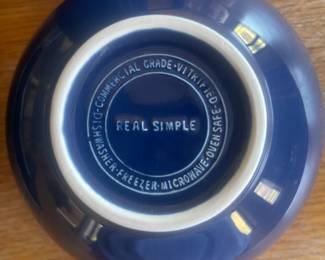 COMMERCIAL GRADE·VITRIFIED·
REAL SIMPLE
DISHWASHER·FREEZER·MICROWAVE·OVEN SAFE·